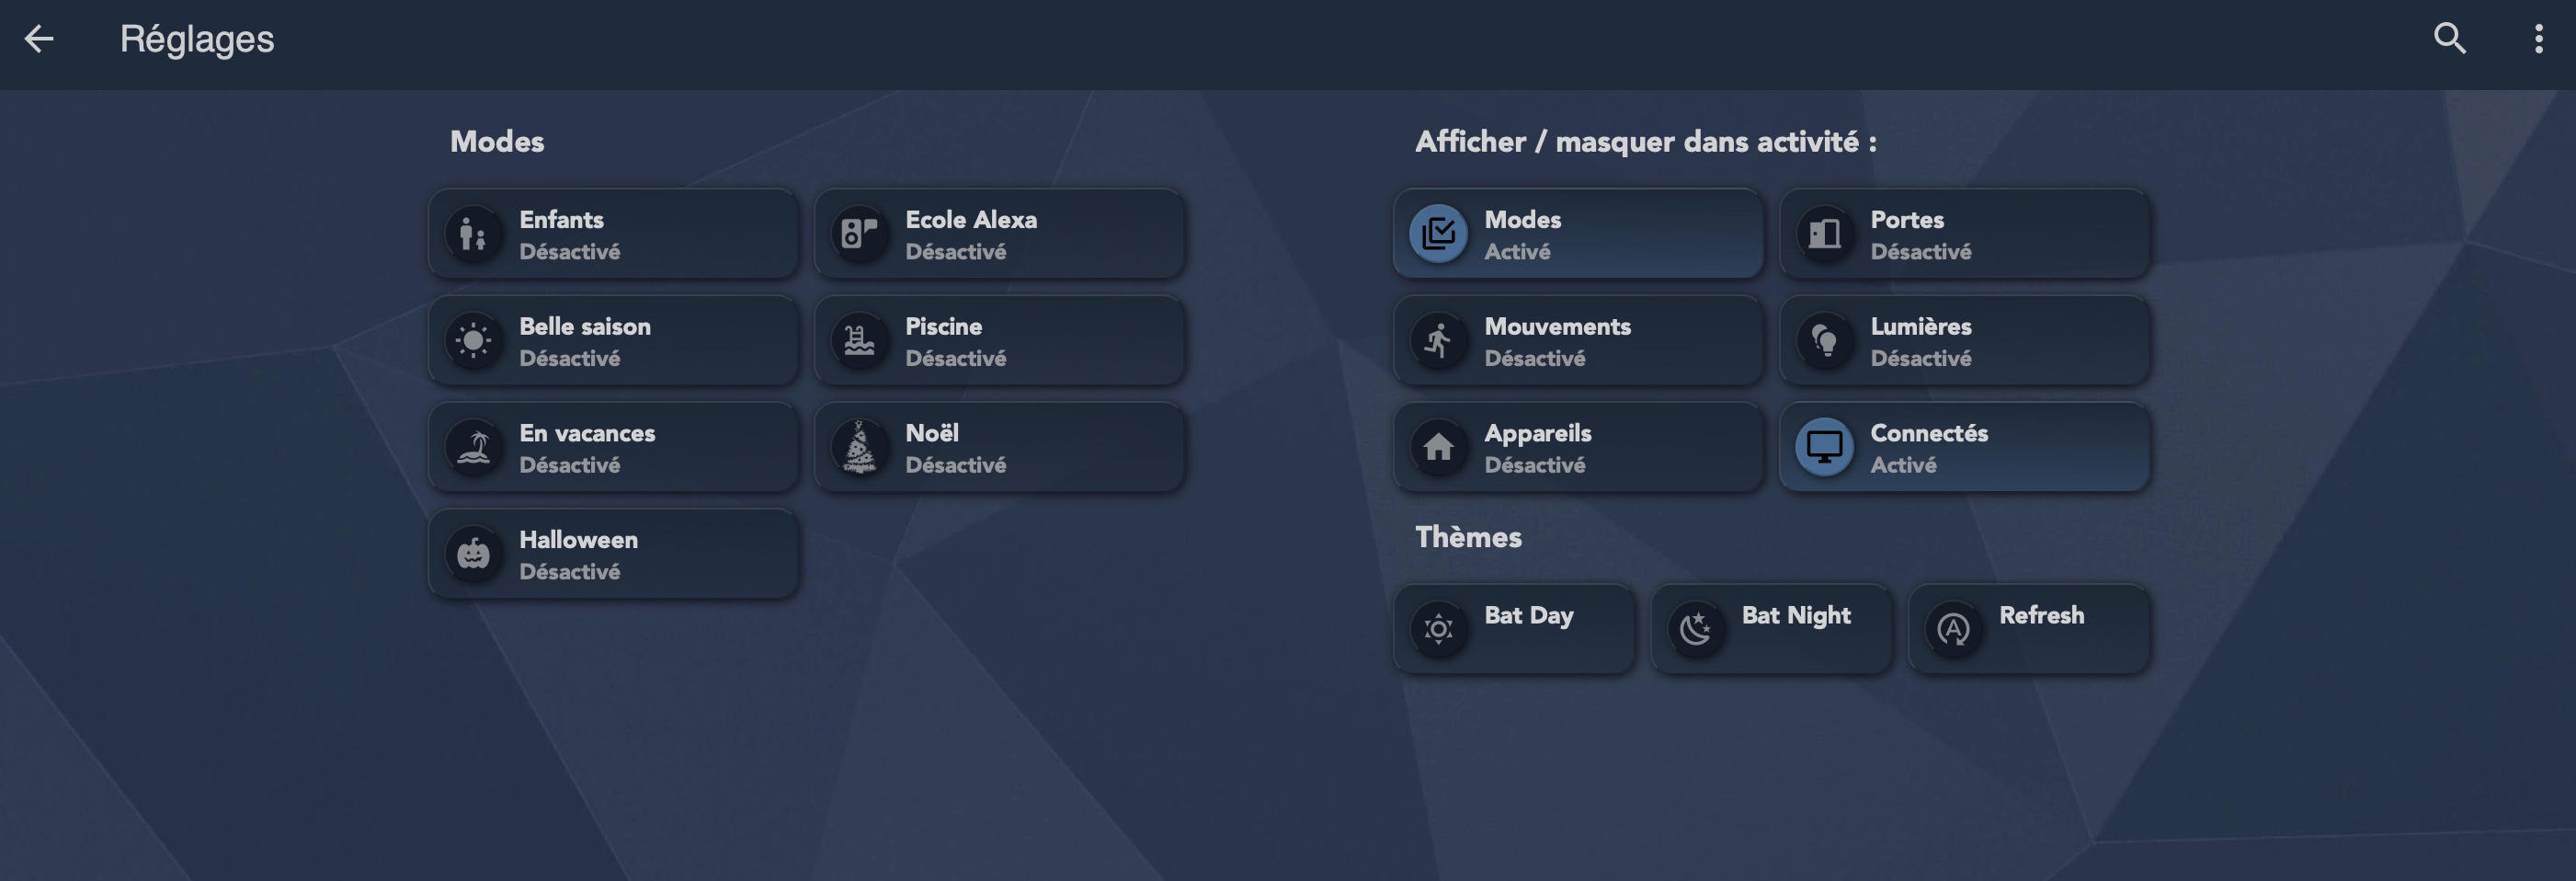 Réglages
Modes
Enfants
Désactivé
Ecole Alexa
Désactivé
Belle saison
Désactivé
Piscine
Désactivé
En vacances
Désactivé
Noël
Désactivé
Halloween
Désactivé
Afficher / masquer dans activité :
Modes
Activé
Portes
Désactivé
Mouvements
Désactivé
Lumières
Désactivé
Appareils
Désactivé
Connectés
Activé
Thèmes
Bat Day
Bat Night
Refresh